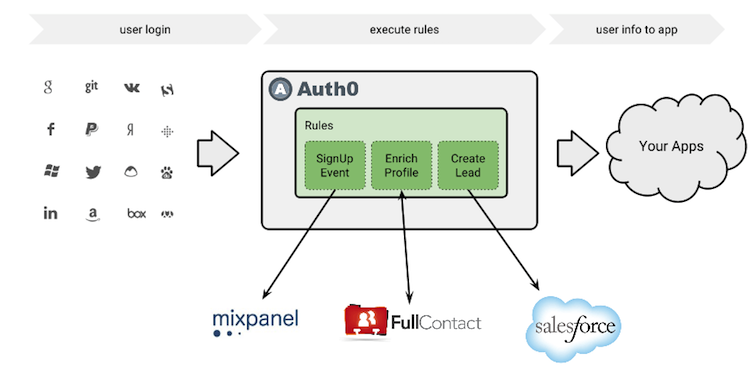 user login
execute rules
user info to app
g
git
f
Я
in
a
box
Auth0
Rules
SignUp
Event
Enrich
Profile
Create
Lead
Your Apps
mixpanel
FullContact
salesforce